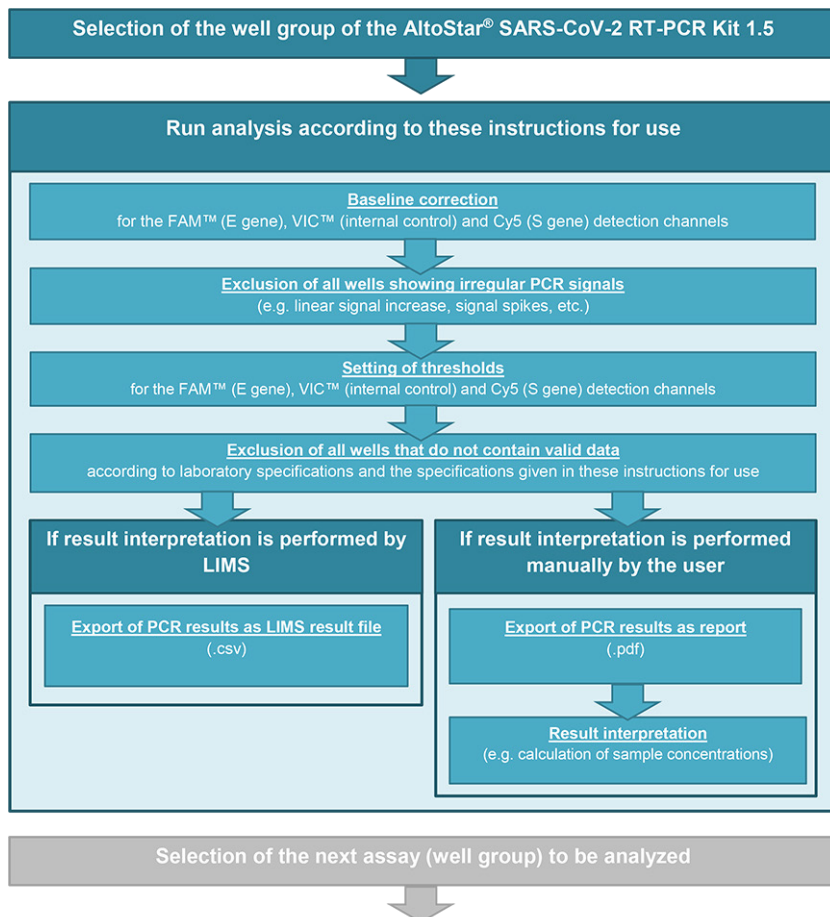 Selection of the well group of the AltoStar® SARS-CoV-2 RT-PCR Kit 1.5
Run analysis according to these instructions for use
Baseline correction
for the FAM™ (E gene), VIC™ (internal control) and Cy5 (S gene) detection channels
Exclusion of all wells showing irregular PCR signals
(e.g. linear signal increase, signal spikes, etc.)
Setting of thresholds
for the FAM™ (E gene), VIC™ (internal control) and Cy5 (S gene) detection channels
Exclusion of all wells that do not contain valid data
according to laboratory specifications and the specifications given in these instructions for use
If result interpretation is performed by
LIMS
Export of PCR results as LIMS result file
(.csv)
If result interpretation is performed
manually by the user
Export of PCR results as report
(.pdf)
Result interpretation
(e.g. calculation of sample concentrations)
Selection of the next assay (well group) to be analyzed